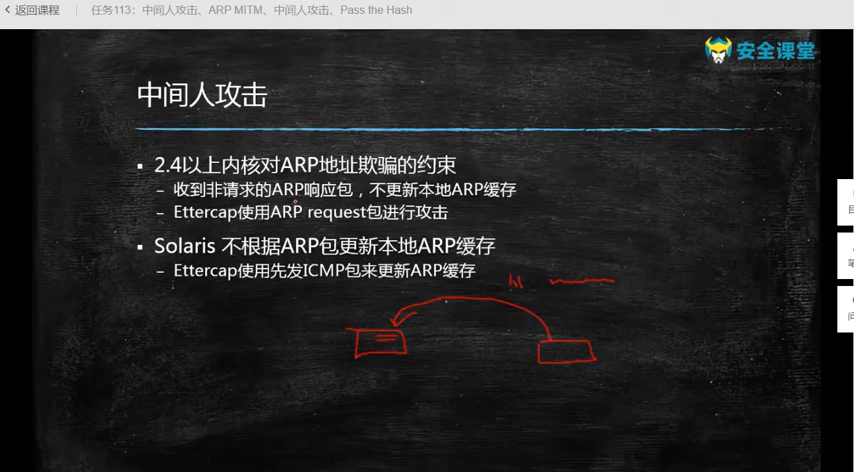 返回课程
任务113：中间人攻击、ARP MITM、中间人攻击、Pass the Hash
安全课堂
中间人攻击
2.4以上内核对ARP地址欺骗的约束
– 收到非请求的ARP响应包，不更新本地ARP缓存
– Ettercap使用ARP request包进行攻击
Solaris 不根据ARP包更新本地ARP缓存
– Ettercap使用先发ICMP包来更新ARP缓存